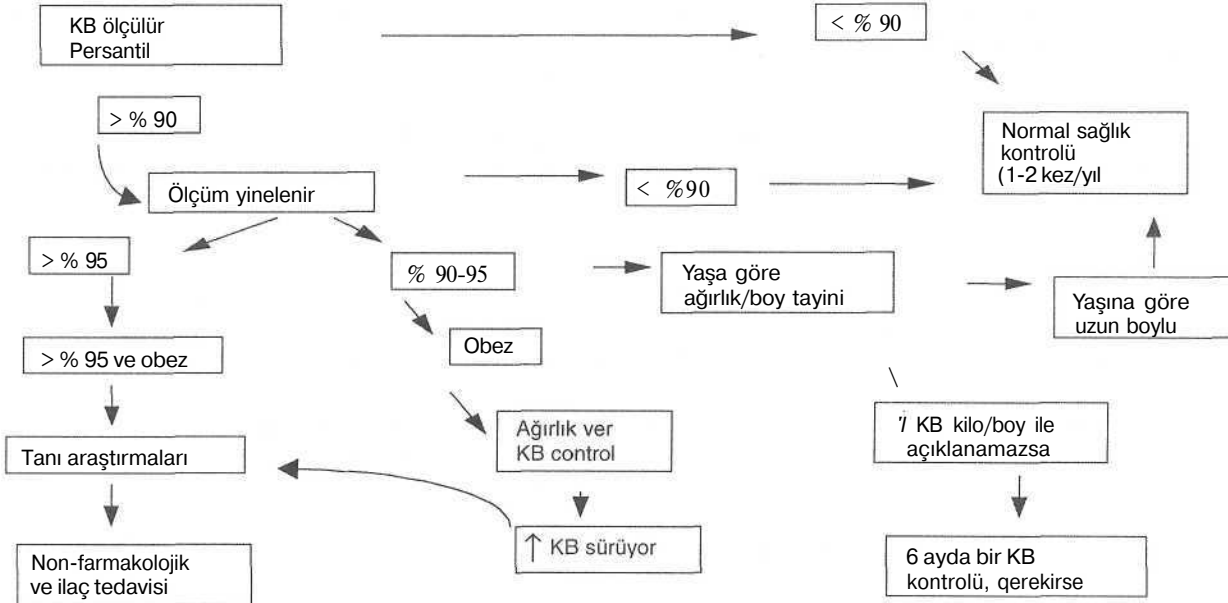 KB ölçülür
Persantil
< % 90
> % 90
Normal sağlık
kontrolü
(1-2 kez/yıl
Ölçüm yinelenir
< %90
> % 95
% 90-95
Yaşa göre
ağırlık/boy tayini
Yaşına göre
uzun boylu
> % 95 ve obez
Obez
Ağırlık ver
KB control
KB kilo/boy ile
açıklanamazsa
Tanı araştırmaları
↑ KB sürüyor
6 ayda bir KB
kontrolü, qerekirse
Non-farmakolojik
ve ilaç tedavisi